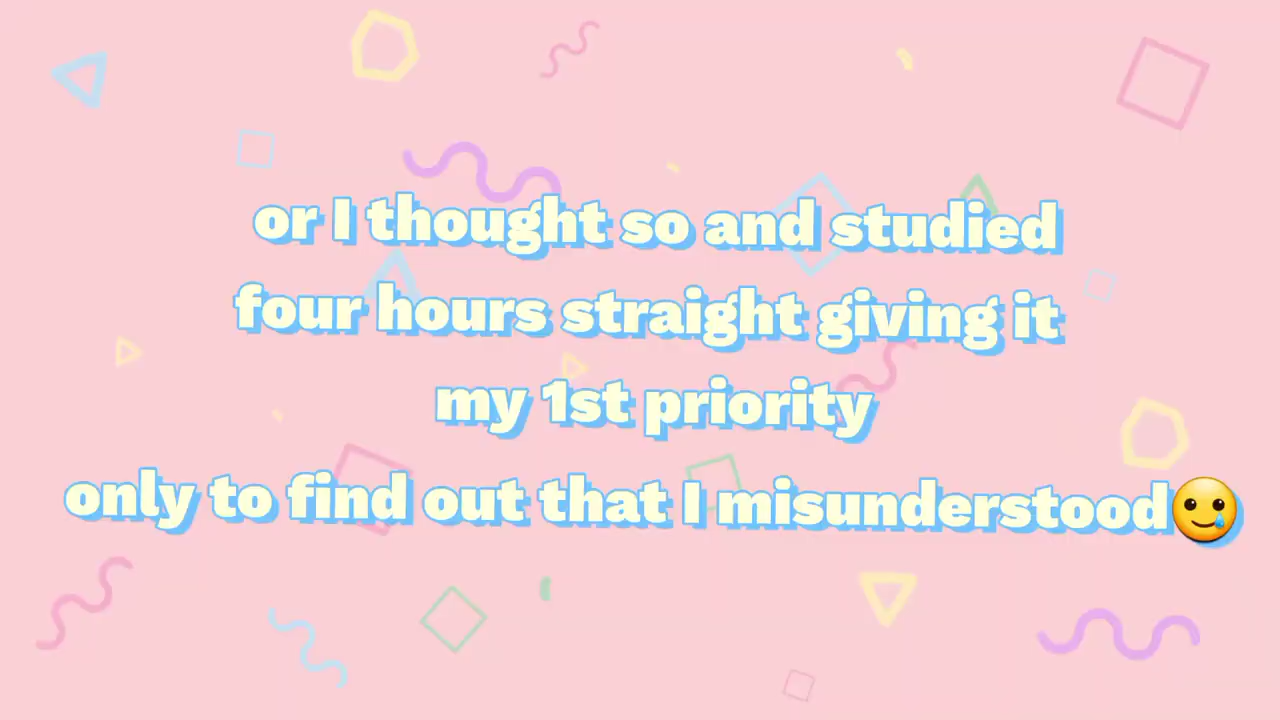 or I thought so and studied
four hours straight giving it
my 1st priority
only to find out that I misunderstood🥲